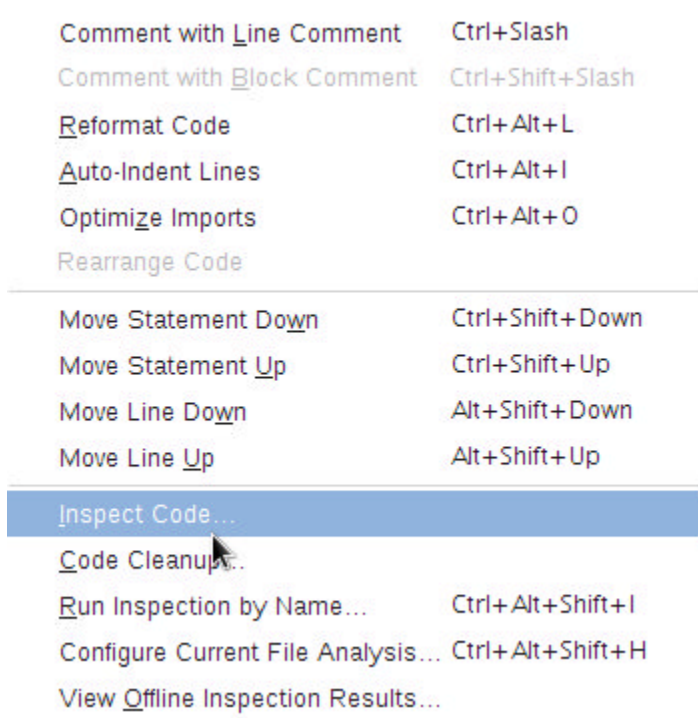 Comment with Line Comment Ctrl+Slash
Comment with Block Comment Ctrl+Shift+Slash
Reformat Code Ctrl+Alt+L
Auto-Indent Lines Ctrl+Alt+I
Optimize Imports Ctrl+Alt+O
Rearrange Code
Move Statement Down Ctrl+Shift+Down
Move Statement Up Ctrl+Shift+Up
Move Line Down Alt+Shift+Down
Move Line Up Alt+Shift+Up
Inspect Code...
Code Cleanup...
Run Inspection by Name... Ctrl+Alt+Shift+I
Configure Current File Analysis... Ctrl+Alt+Shift+H
View Offline Inspection Results...